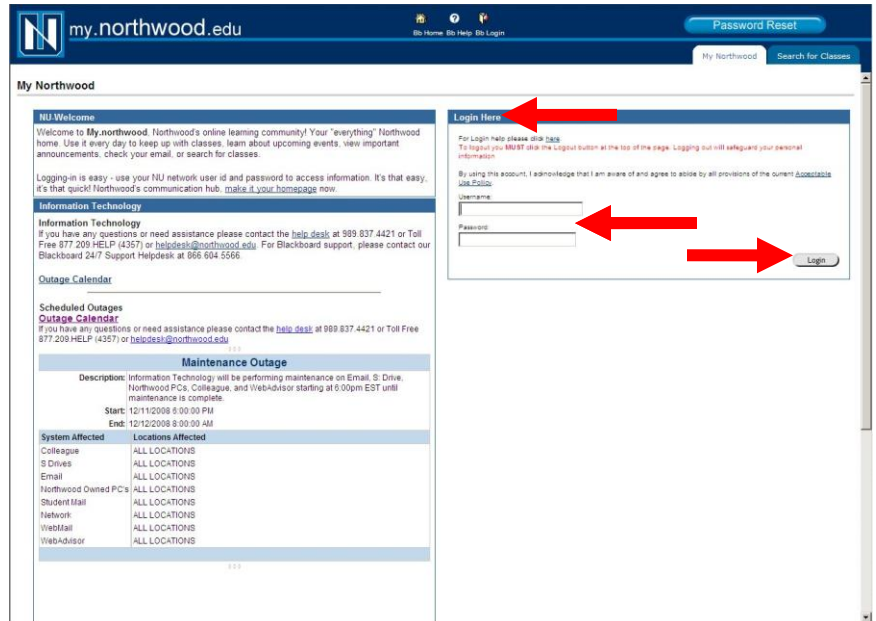 NU
my.northwood.edu
Bb Home Bb Help Bb Login
Password Reset
My Northwood Search for Classes
My Northwood
NU-Welcome
Welcome to My.northwood, Northwood's online learning community! Your "everything" Northwood
home. Use it every day to keep up with classes, learn about upcoming events, view important
announcements, check your email, or search for classes.
Logging-in is easy - use your NU network user id and password to access information. It's that easy,
it's that quick! Northwood's communication hub, make it your homepage now.
Information Technology
Information Technology
If you have any questions or need assistance please contact the help desk at 989.837.4421 or Toll
Free 877.209.HELP (4357) or helpdesk@northwood.edu. For Blackboard support, please contact our
Blackboard 24/7 Support Helpdesk at 866.604.5566.
Outage Calendar
Scheduled Outages
Outage Calendar
If you have any questions or need assistance please contact the help desk at 989.837.4421 or Toll Free
877.209.HELP (4357) or helpdesk@northwood.edu
Maintenance Outage
Description: Information Technology will be performing maintenance on Email, S: Drive,
Northwood PCs, Colleague, and WebAdvisor starting at 6:00pm EST until
maintenance is complete.
Start: 12/11/2008 6:00:00 PM
End: 12/12/2008 8:00:00 AM
System Affected Locations Affected
Colleague ALL LOCATIONS
S Drives ALL LOCATIONS
Email ALL LOCATIONS
Northwood Owned PC's ALL LOCATIONS
Student Mail ALL LOCATIONS
Network ALL LOCATIONS
WebMail ALL LOCATIONS
WebAdvisor ALL LOCATIONS
Login Here
For Login help please click here.
To logout you MUST click the Logout button at the top of the page. Logging out will safeguard your personal
information
By using this account, I acknowledge that I am aware of and agree to abide by all provisions of the current Acceptable
Use Policy.
Username:
Password:
Login